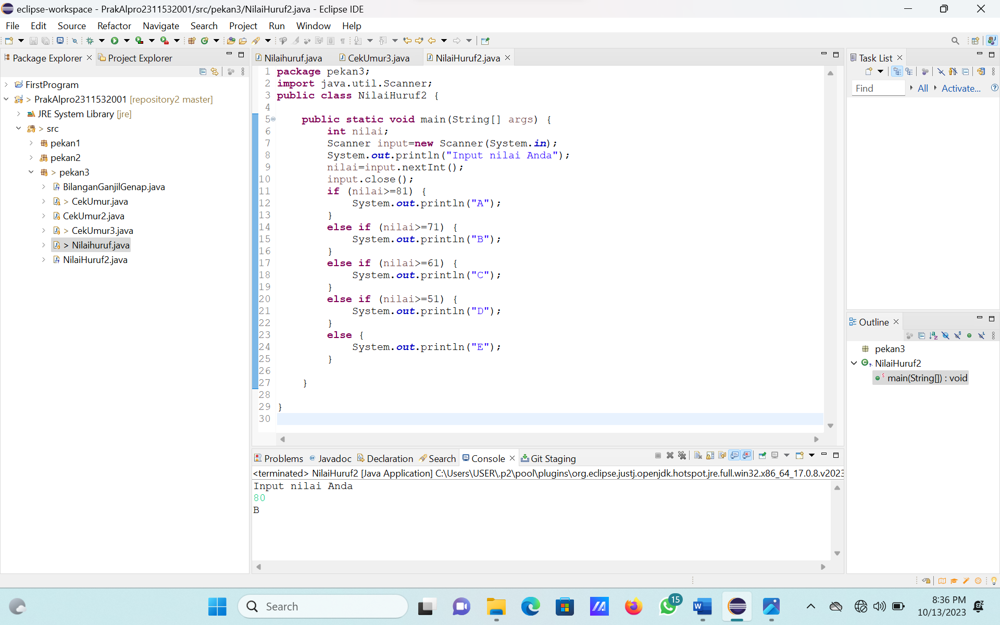 eclipse-workspace - PrakAlpro2311532001/src/pekan3/NilaiHuruf2.java - Eclipse IDE
File Edit Source Refactor Navigate Search Project Run Window Help
Package Explorer
Project Explorer
FirstProgram
> PrakAlpro2311532001 [repository2 master]
JRE System Library [jre]
> src
pekan1
pekan2
> pekan3
BilanganGanjilGenap.java
> CekUmur.java
CekUmur2.java
> CekUmur3.java
> Nilaihuruf.java
NilaiHuruf2.java
Nilaihuruf.java CekUmur3.java NilaiHuruf2.java
1 package pekan3;
2 import java.util.Scanner;
3 public class NilaiHuruf2 {
4
5 public static void main(String[] args) {
6 int nilai;
7 Scanner input=new Scanner(System.in);
8 System.out.println("Input nilai Anda");
9 nilai=input.nextInt();
10 input.close();
11 if (nilai>=81) {
12 System.out.println("A");
13 }
14 else if (nilai>=71) {
15 System.out.println("B");
16 }
17 else if (nilai>=61) {
18 System.out.println("C");
19 }
20 else if (nilai>=51) {
21 System.out.println("D");
22 }
23 else {
24 System.out.println("E");
25 }
26
27 }
28
29 }
30
Problems Javadoc Declaration Search Console Git Staging
<terminated> NilaiHuruf2 [Java Application] C:\Users\USER\.p2\pool\plugins\org.eclipse.justj.openjdk.hotspot.jre.full.win32.x86_64_17.0.8.v2023
Input nilai Anda
80
B
Task List
Find All Activate...
Outline
pekan3
NilaiHuruf2
main(String[]) : void
Search
15
8:36 PM
10/13/2023